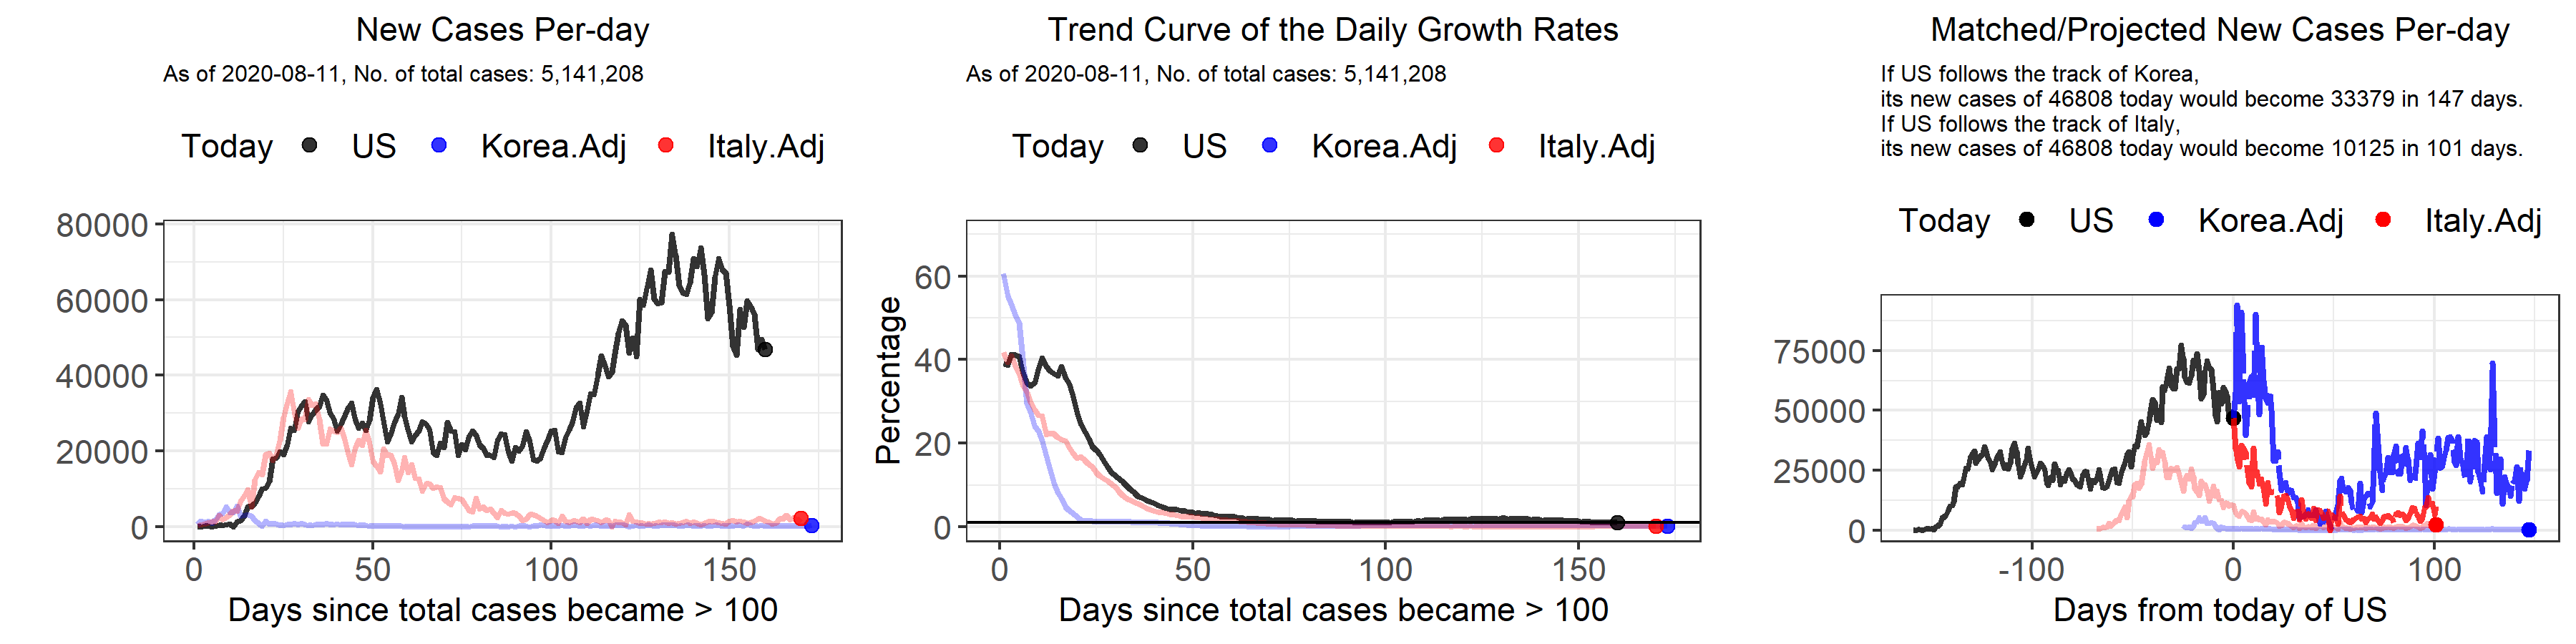 New Cases Per-day
As of 2020-08-11, No. of total cases: 5,141,208
Today US Korea.Adj Italy.Adj
80000
60000
40000
20000
0
0 50 100 150
Days since total cases became > 100
Trend Curve of the Daily Growth Rates
As of 2020-08-11, No. of total cases: 5,141,208
Today US Korea.Adj Italy.Adj
Percentage
60
40
20
0
0 50 100 150
Days since total cases became > 100
Matched/Projected New Cases Per-day
If US follows the track of Korea,
its new cases of 46808 today would become 33379 in 147 days.
If US follows the track of Italy,
its new cases of 46808 today would become 10125 in 101 days.
Today US Korea.Adj Italy.Adj
75000
50000
25000
0
-100 0 100
Days from today of US